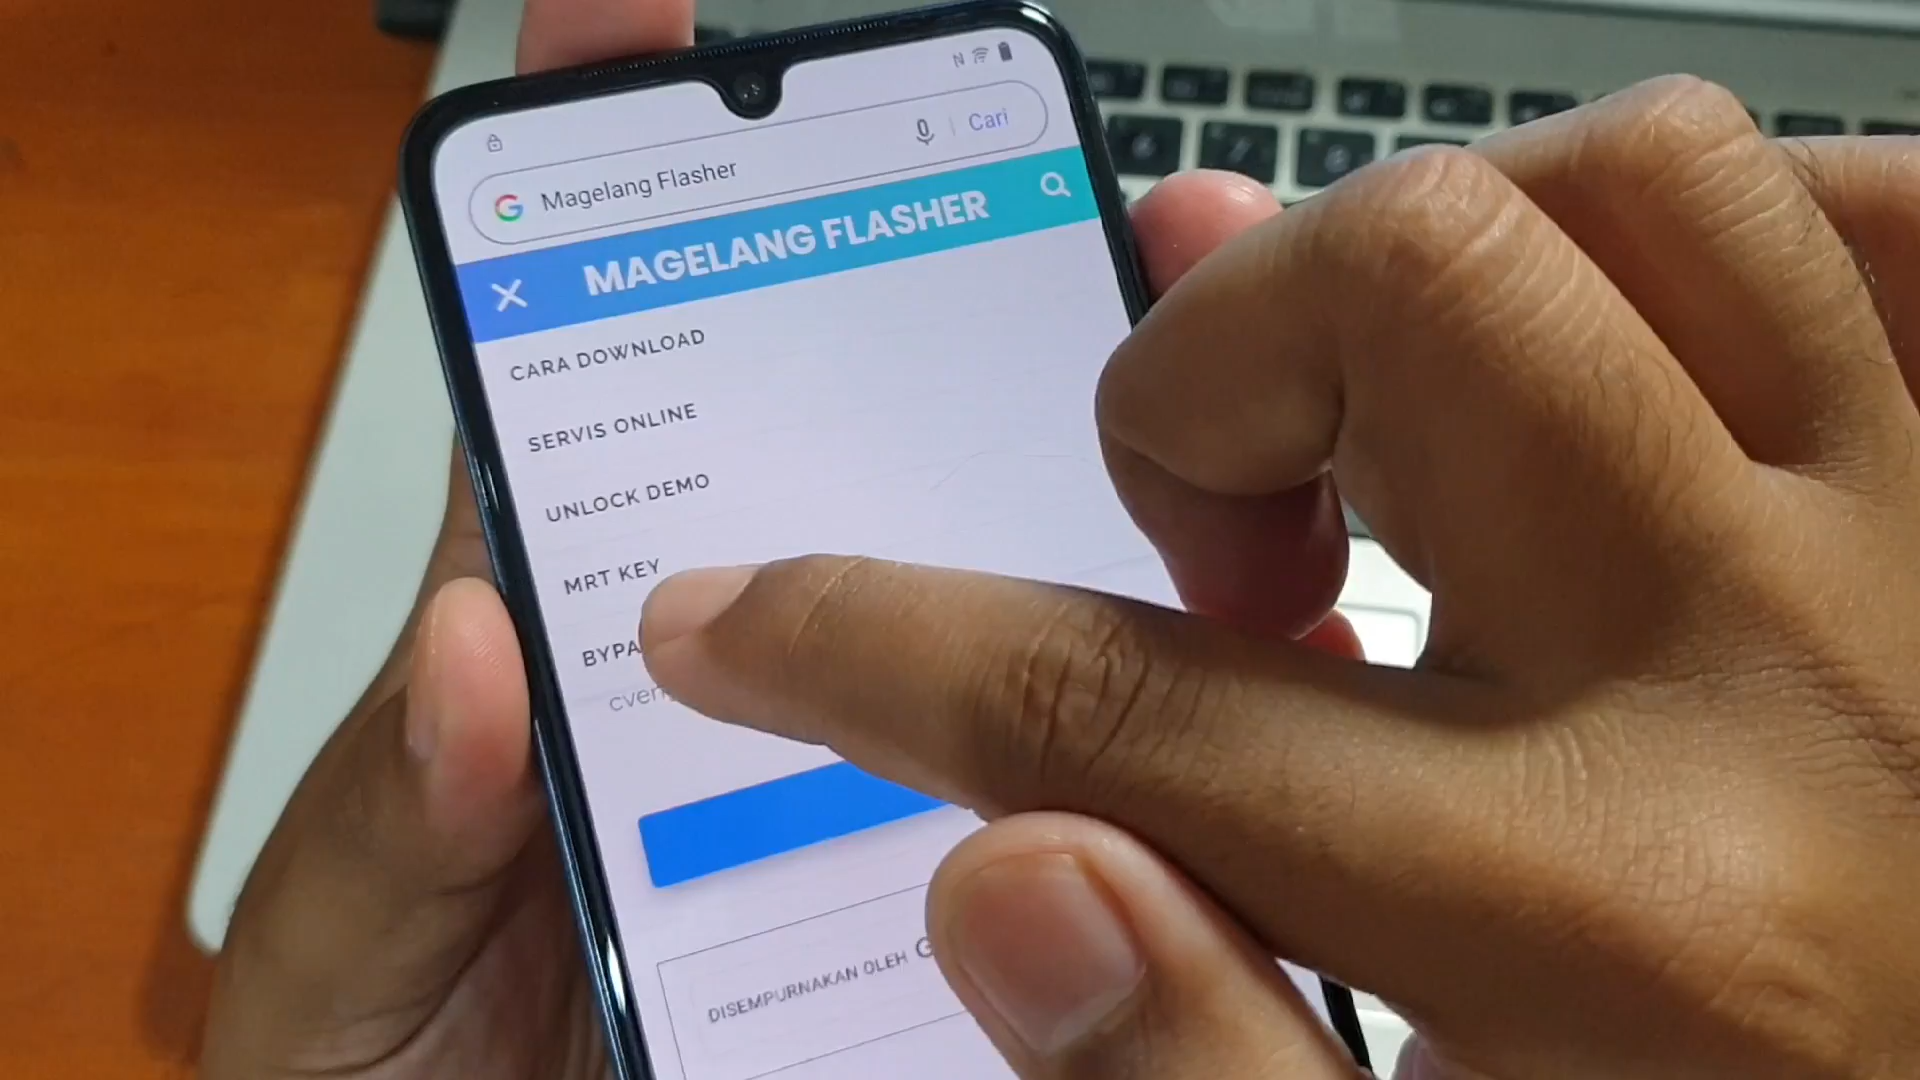 Magelang Flasher
Cari
MAGELANG FLASHER
CARA DOWNLOAD
SERVIS ONLINE
UNLOCK DEMO
MRT KEY
DISEMPURNAKAN OLEH